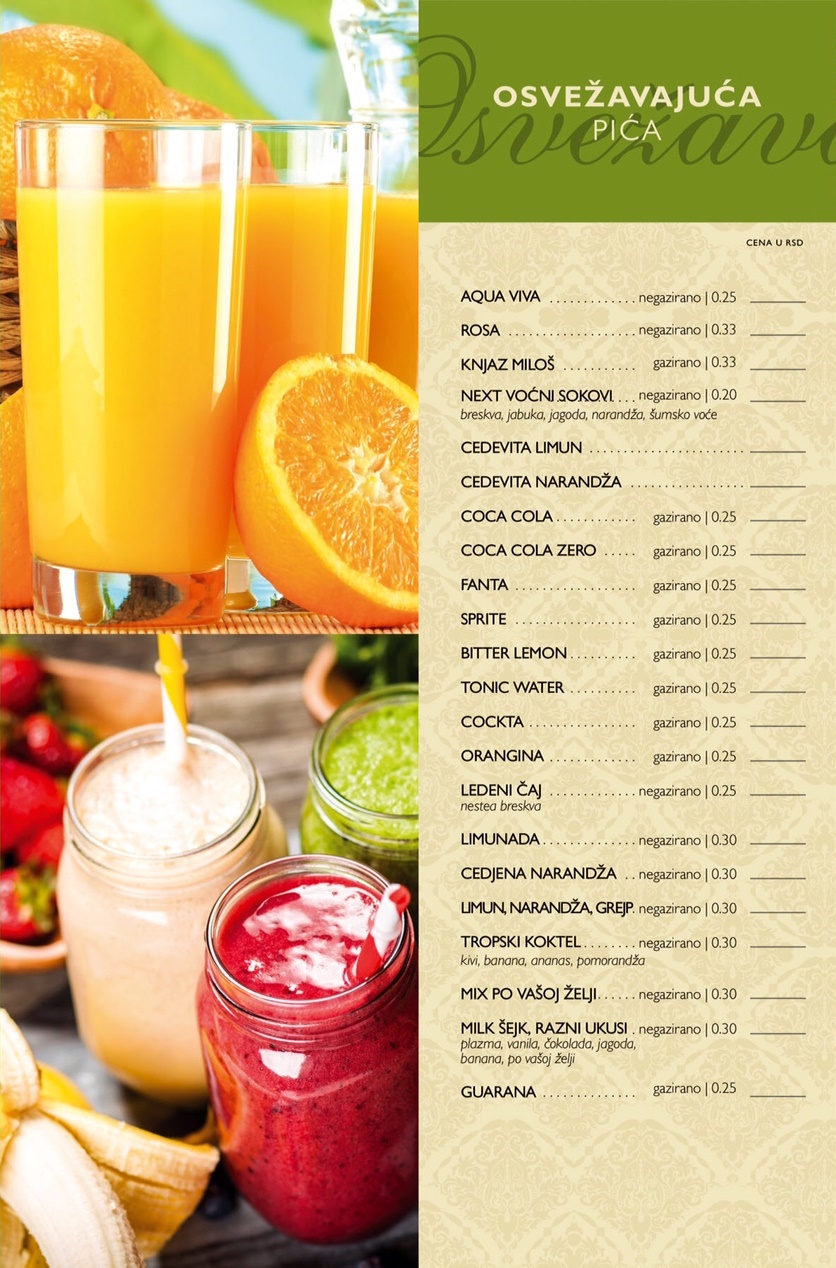 OSVEŽAVAJUĆA
PIĆA
Osvežava
CENA U RSD
AQUA VIVA ............. negazirano | 0.25
ROSA ................... negazirano | 0.33
KNJAZ MILOŠ ........... gazirano | 0.33
NEXT VOĆNI SOKOVI.... negazirano | 0.20
breskva, jabuka, jagoda, narandža, šumsko voće
CEDEVITA LIMUN .......................
CEDEVITA NARANDŽA .................
COCA COLA ............ gazirano | 0.25
COCA COLA ZERO ..... gazirano | 0.25
FANTA .................. gazirano | 0.25
SPRITE .................. gazirano | 0.25
BITTER LEMON .......... gazirano | 0.25
TONIC WATER .......... gazirano | 0.25
COCKTA ................ gazirano | 0.25
ORANGINA ............. gazirano | 0.25
LEDENI ČAJ ............. negazirano | 0.25
nestea breskva
LIMUNADA .............. negazirano | 0.30
CEDJENA NARANDŽA .. negazirano | 0.30
LIMUN, NARANDŽA, GREJP. negazirano | 0.30
TROPSKI KOKTEL ........ negazirano | 0.30
kivi, banana, ananas, pomorandža
MIX PO VAŠOJ ŽELJI...... negazirano | 0.30
MILK ŠEJK, RAZNI UKUSI . negazirano | 0.30
plazma, vanila, čokolada, jagoda,
banana, po vašoj želji
GUARANA .............. gazirano | 0.25